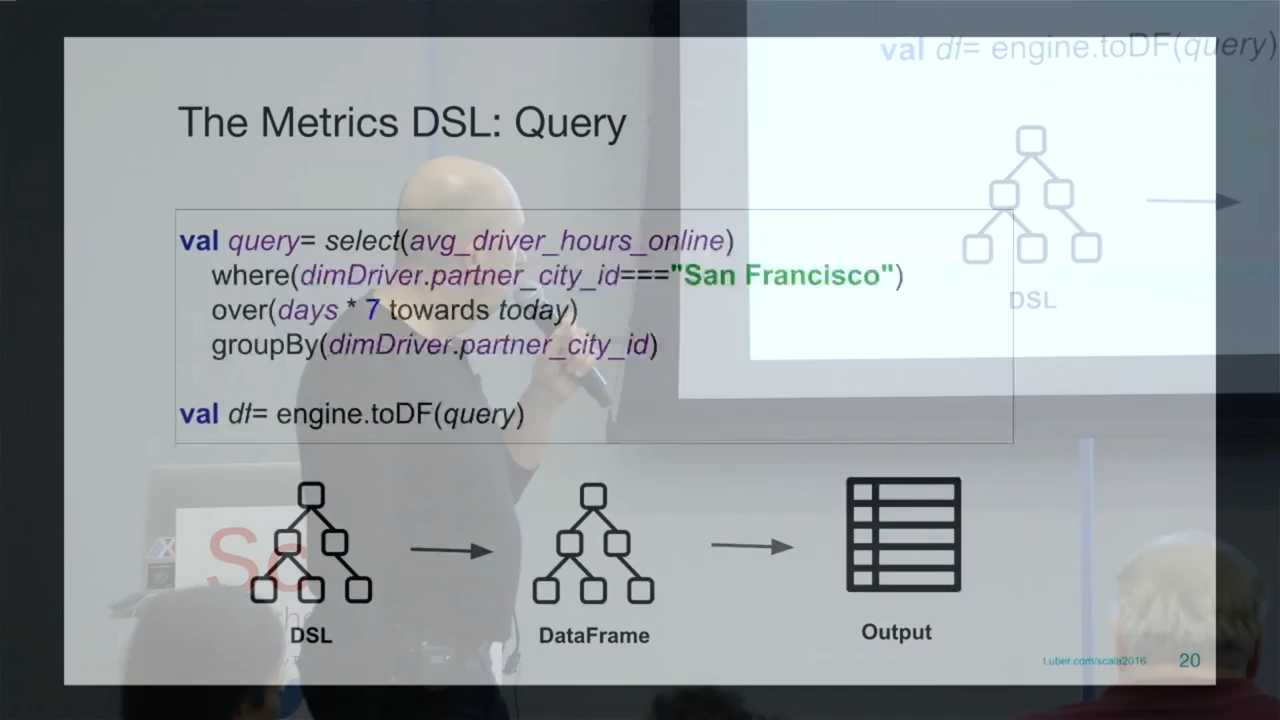 val df= engine.toDF(query)
The Metrics DSL: Query
val query= select(avg_driver_hours_online)
where(dimDriver.partner_city_id==="San Francisco")
over(days * 7 towards today)
groupBy(dimDriver.partner_city_id)
val df= engine.toDF(query)
DSL
Sc
the
DSL
DataFrame
Output
t.uber.com/scala2016 20